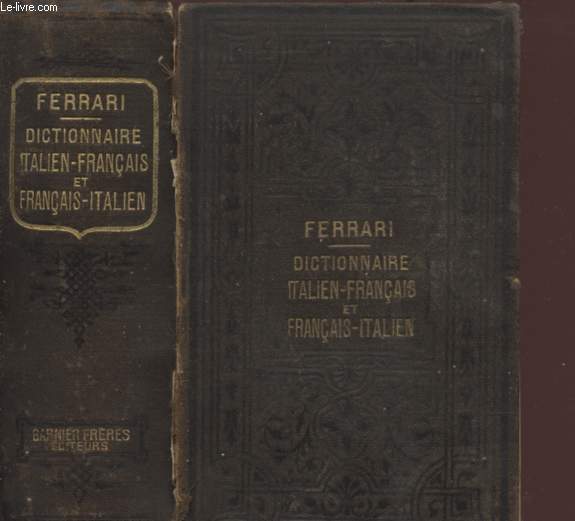 Le-livre.com
FERRARI
DICTIONNAIRE
ITALIEN-FRANÇAIS
ET
FRANÇAIS-ITALIEN
GARNIER FRÈRES
ÉDITEURS
FERRARI
DICTIONNAIRE
ITALIEN-FRANÇAIS
ET
FRANÇAIS-ITALIEN